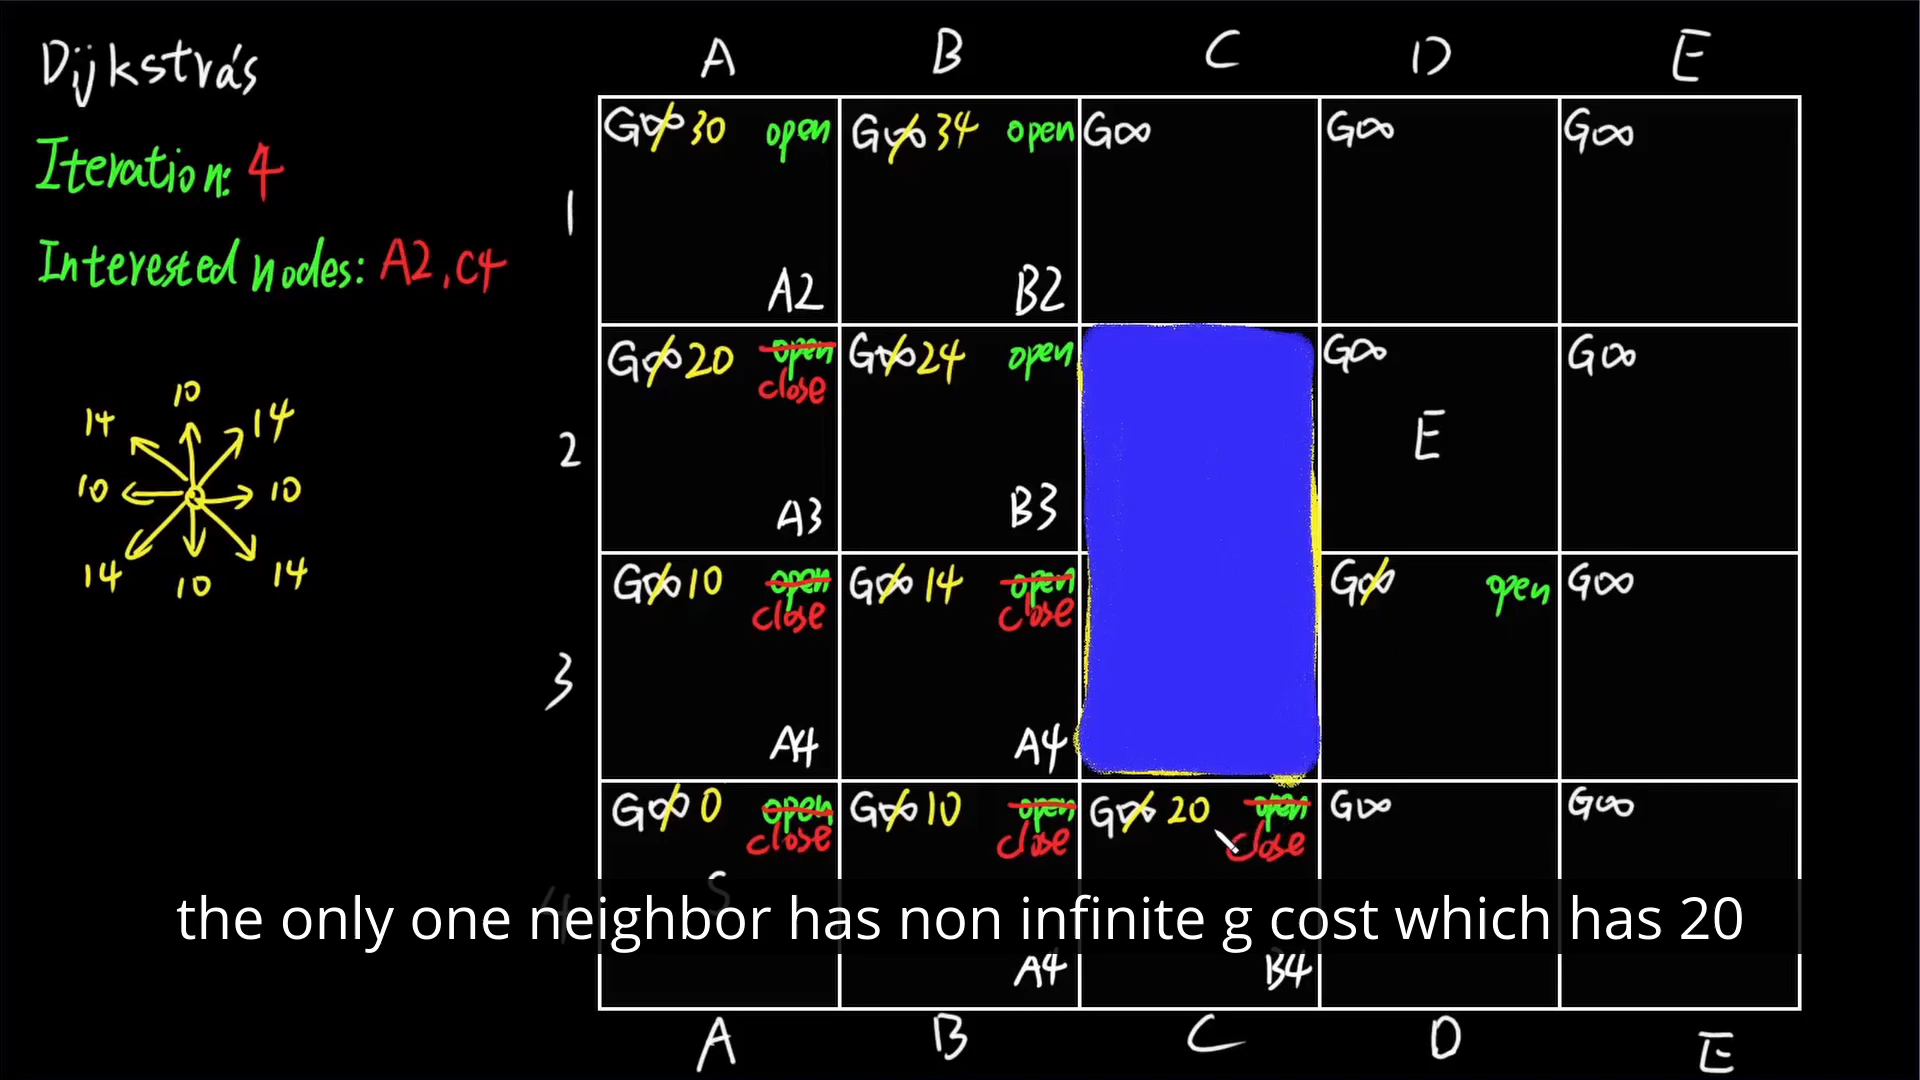 Dijkstra's
Iteration: 4
Interested nodes: A2, C4
10
14 14
10 10
14 10 14
A B C D E
1
G∞ 30 open G∞ 34 open G∞ G∞ G∞
A2 B2
2
G∞ 20 open close G∞ 24 open G∞ G∞
E
A3 B3
3
G∞ 10 open close G∞ 14 open close G∞ open G∞
A4 A4
4
G∞ 0 open close G∞ 10 open close G∞ 20 open close G∞ G∞
S
the only one neighbor has non infinite g cost which has 20
A4 B4
A B C D E